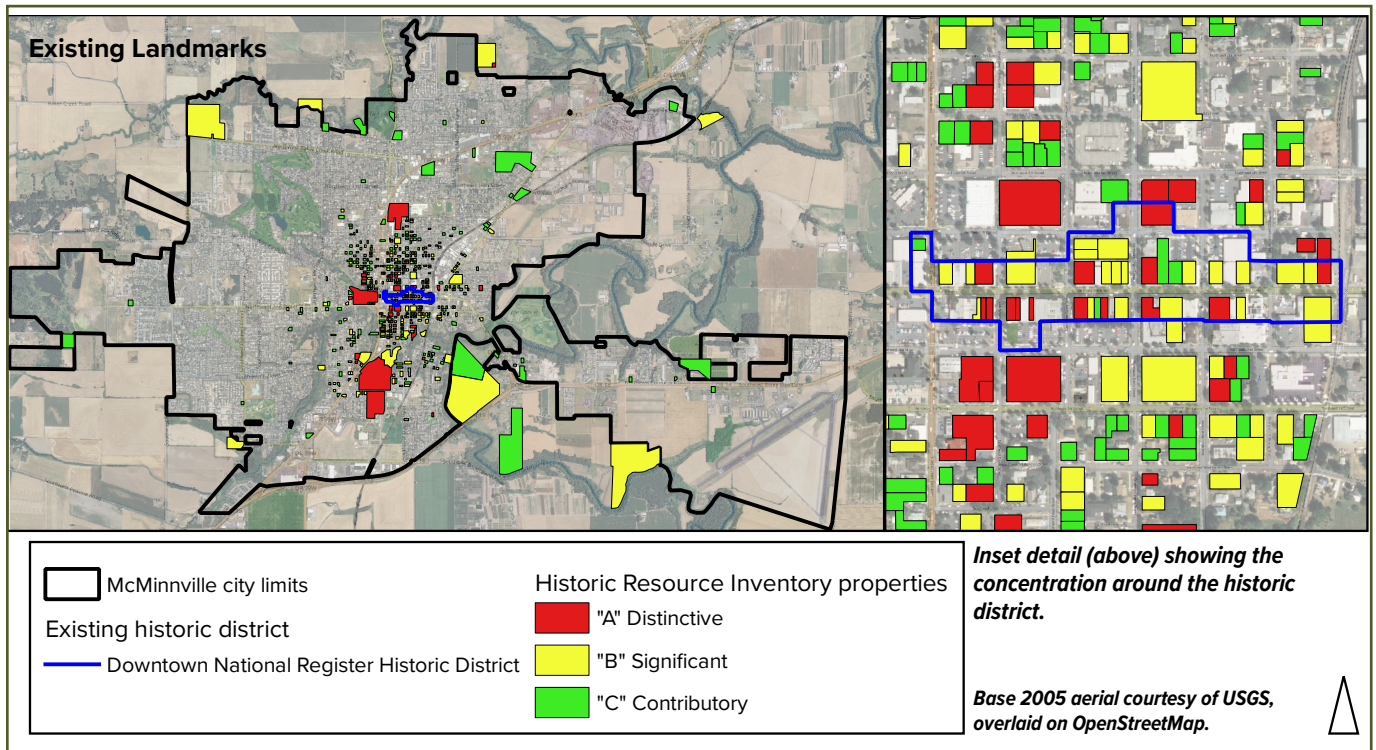 Existing Landmarks
McMinnville city limits
Existing historic district
Downtown National Register Historic District
Historic Resource Inventory properties
"A" Distinctive
"B" Significant
"C" Contributory
Inset detail (above) showing the
concentration around the historic
district.
Base 2005 aerial courtesy of USGS,
overlaid on OpenStreetMap.